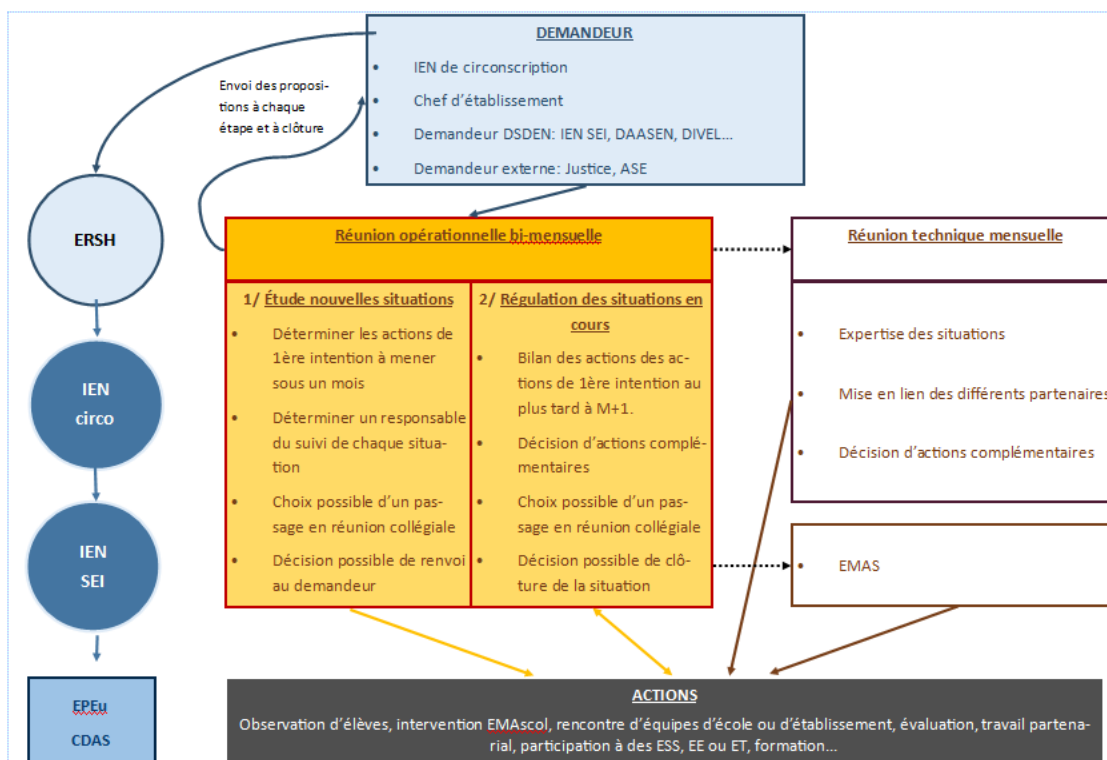 DEMANDEUR
• IEN de circonscription
• Chef d'établissement
• Demandeur DSDEN: IEN SEI, DAASEN, DIVEL...
• Demandeur externe: Justice, ASE
Envoi des proposi-
tions à chaque
étape et à clôture
ERSH
IEN
circo
IEN
SEI
EPEu
CDAS
Réunion opérationnelle bi-mensuelle
1/ Étude nouvelles situations
• Déterminer les actions de
1ère intention à mener
sous un mois
• Déterminer un responsable
du suivi de chaque situa-
tion
• Choix possible d'un pas-
sage en réunion collégiale
• Décision possible de renvoi
au demandeur
2/ Régulation des situations en
cours
• Bilan des actions des ac-
tions de 1ère intention au
plus tard à M+1.
• Décision d'actions complé-
mentaires
• Choix possible d'un pas-
sage en réunion collégiale
• Décision possible de clô-
ture de la situation
Réunion technique mensuelle
• Expertise des situations
• Mise en lien des différents partenaires
• Décision d'actions complémentaires
• EMAS
ACTIONS
Observation d'élèves, intervention EMAscol, rencontre d'équipes d'école ou d'établissement, évaluation, travail partena-
rial, participation à des ESS, EE ou ET, formation...